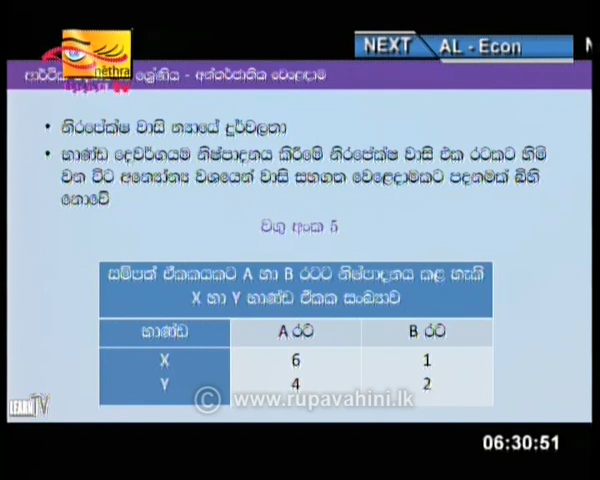 NEXT AL - Econ N
nethra
ආර්ථික ශ්‍රේණිය - අන්තර්ජාතික වෙළෙඳාම
• නිරපේක්ෂ වාසි න්‍යායේ දුර්වලතා
• භාණ්ඩ දෙවර්ගයම නිෂ්පාදනය කිරීමේ නිරපේක්ෂ වාසි එක රටකට හිමි
වන විට අන්‍යෝන්‍ය වශයෙන් වාසි සහගත වෙළෙඳාමකට පදනමක් බිහි
නොවේ
වගු අංක 5
සම්පත් ඒකකයකට A හා B රටට නිෂ්පාදනය කළ හැකි
X හා Y භාණ්ඩ ඒකක සංඛ්‍යාව
භාණ්ඩ A රට B රට
X 6 1
Y 4 2
© www.rupavahini.lk
LEARN TV
06:30:51